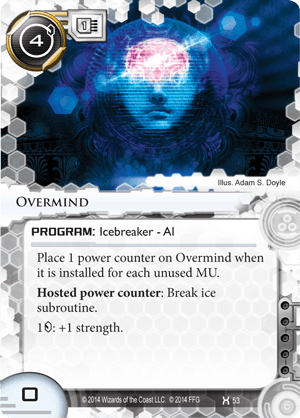 4
1
Illus. Adam S. Doyle
OVERMIND
PROGRAM: Icebreaker - AI
Place 1 power counter on Overmind when
it is installed for each unused MU.
Hosted power counter: Break ice
subroutine.
1: +1 strength.
0
© 2014 Wizards of the Coast LLC. © 2014 FFG 53